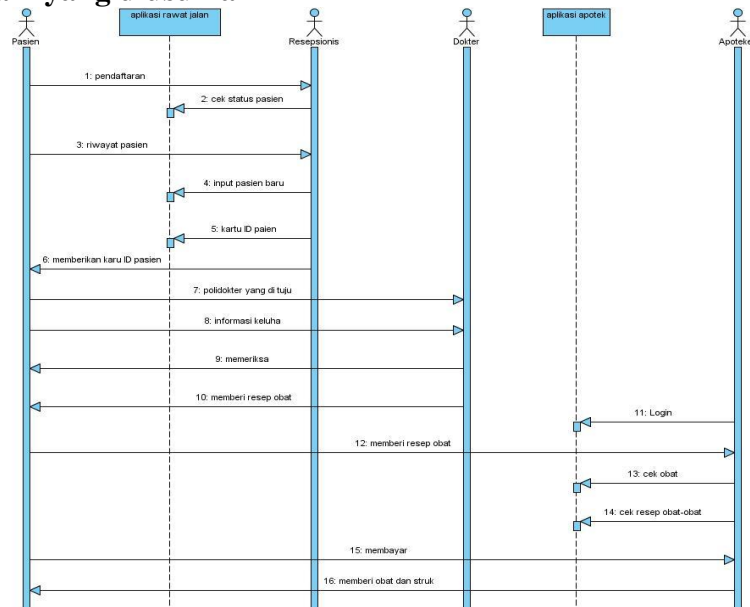 aplikasi rawat jalan
aplikasi apotek
Pasien
Resepsionis
Dokter
Apoteke
1: pendaftaran
2: cek status pasien
3: riwayat pasien
4: input pasien baru
5: kartu ID paien
6: memberikan karu ID pasien
7: polidokter yang di tuju
8: informasi keluha
9: memeriksa
10: memberi resep obat
11: Login
12: memberi resep obat
13: cek obat
14: cek resep obat-obat
15: membayar
16: memberi obat dan struk